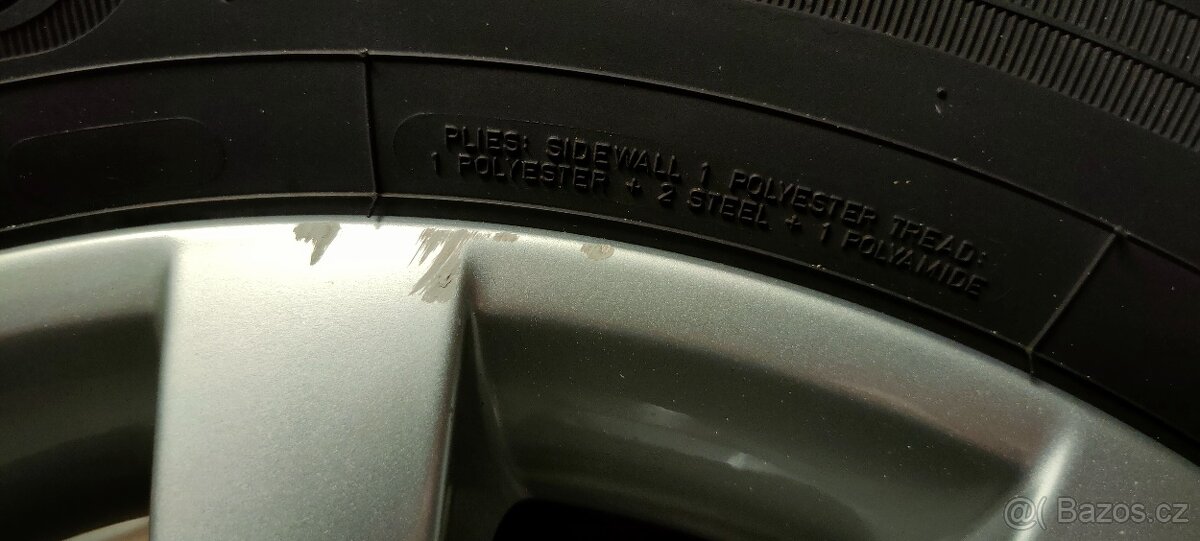 PLIES: SIDEWALL 1 POLYESTER TREAD:
1 POLYESTER + 2 STEEL + 1 POLYAMIDE
@( Bazos.cz